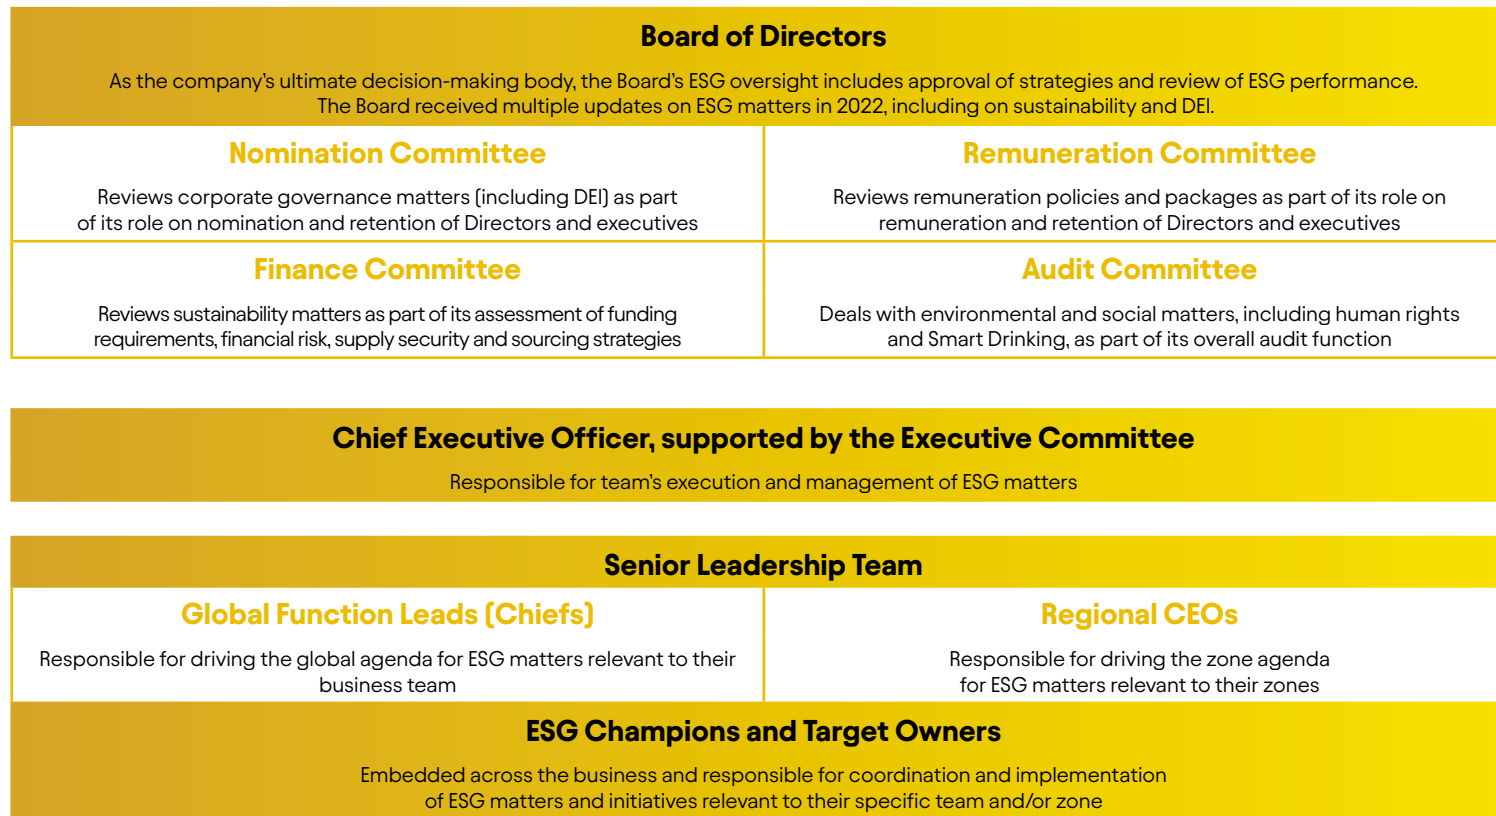 Board of Directors
As the company's ultimate decision-making body, the Board's ESG oversight includes approval of strategies and review of ESG performance.
The Board received multiple updates on ESG matters in 2022, including on sustainability and DEI.
Nomination Committee
Reviews corporate governance matters (including DEI) as part
of its role on nomination and retention of Directors and executives
Remuneration Committee
Reviews remuneration policies and packages as part of its role on
remuneration and retention of Directors and executives
Finance Committee
Reviews sustainability matters as part of its assessment of funding
requirements, financial risk, supply security and sourcing strategies
Audit Committee
Deals with environmental and social matters, including human rights
and Smart Drinking, as part of its overall audit function
Chief Executive Officer, supported by the Executive Committee
Responsible for team's execution and management of ESG matters
Senior Leadership Team
Global Function Leads (Chiefs)
Responsible for driving the global agenda for ESG matters relevant to their
business team
Regional CEOs
Responsible for driving the zone agenda
for ESG matters relevant to their zones
ESG Champions and Target Owners
Embedded across the business and responsible for coordination and implementation
of ESG matters and initiatives relevant to their specific team and/or zone